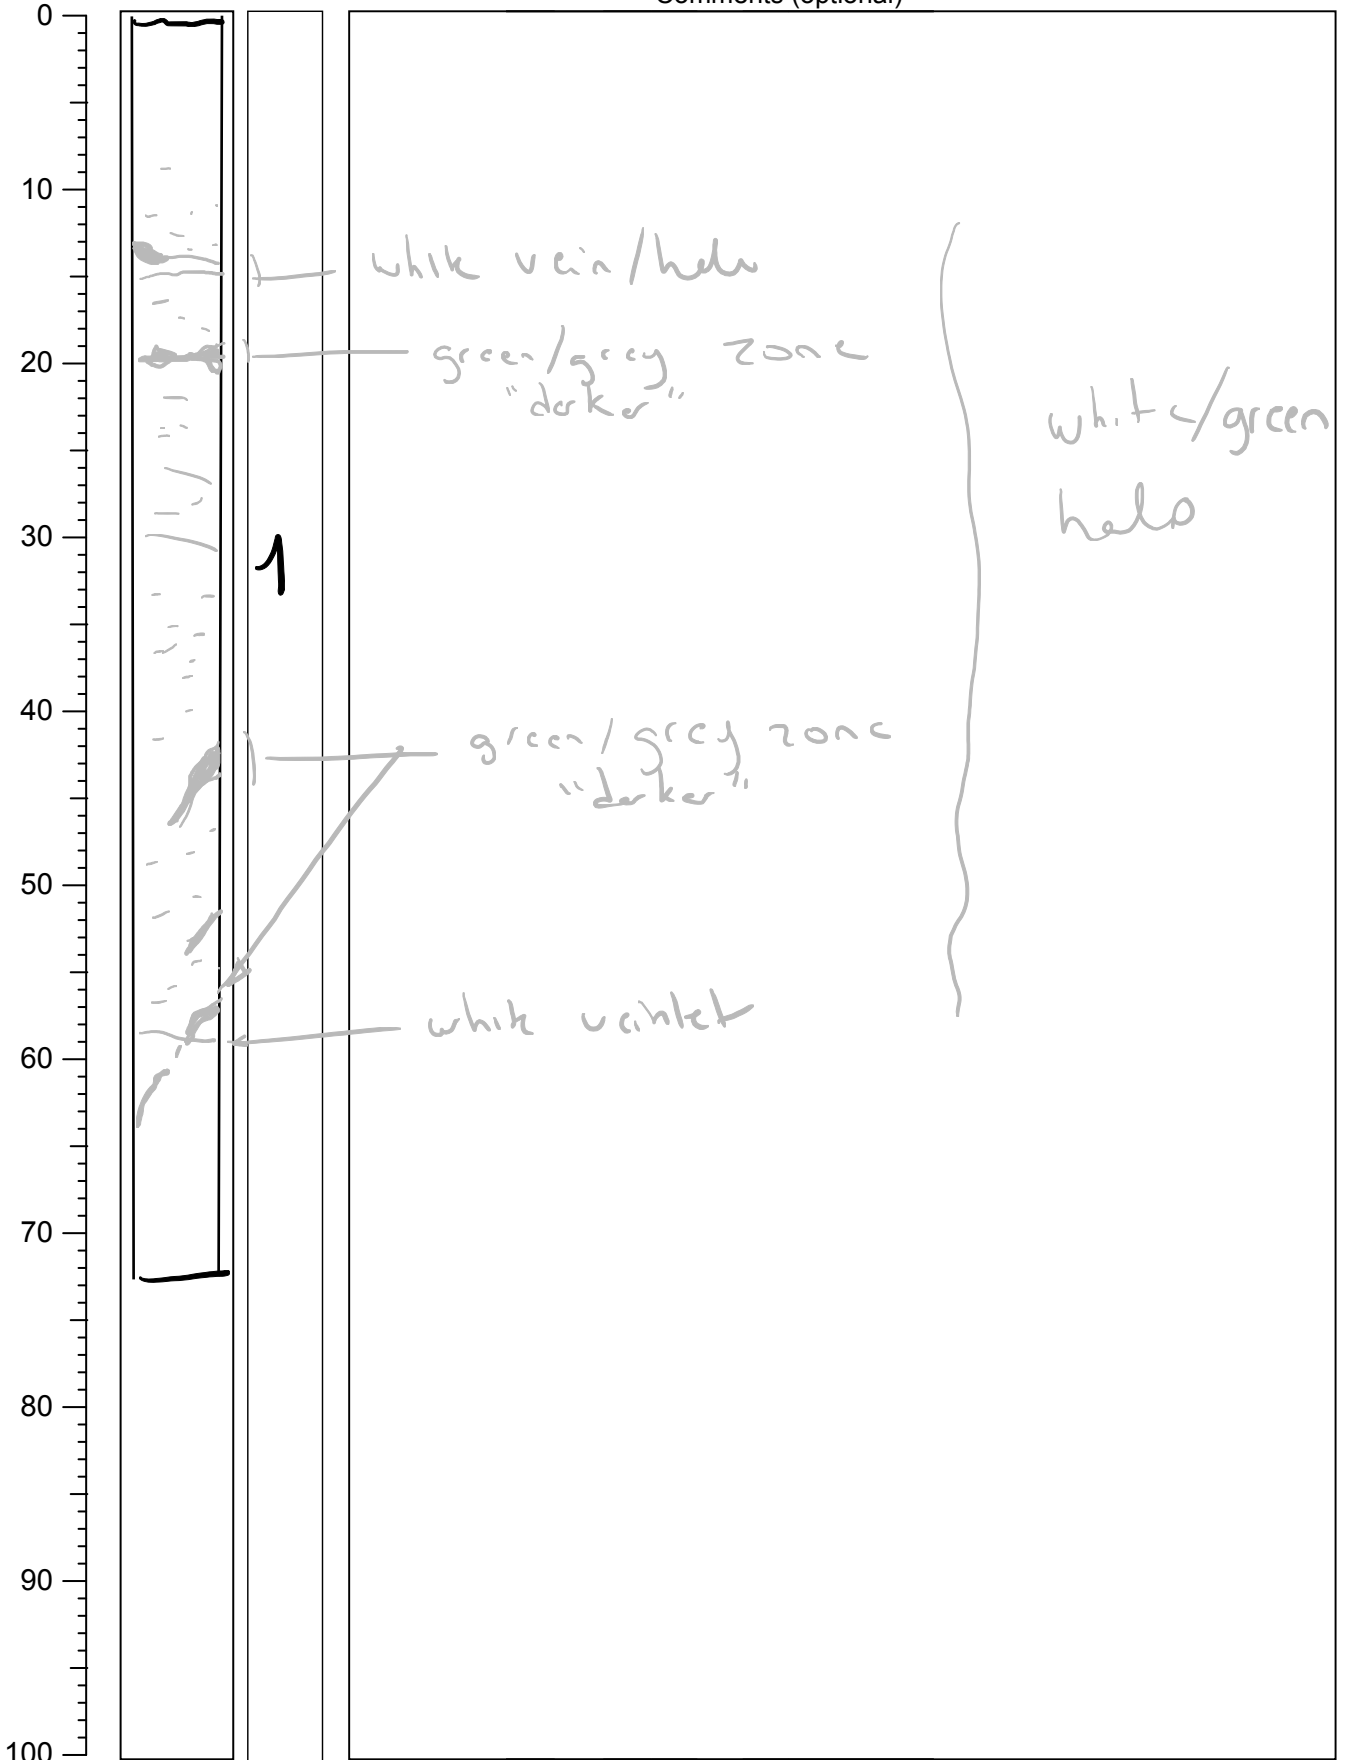 Comments (optional)
0
10
white vein/halo
green/grey zone
"darker"
20
white/green
halo
30
1
40
green/grey zone
"darker"
50
white veinlet
60
70
80
90
100